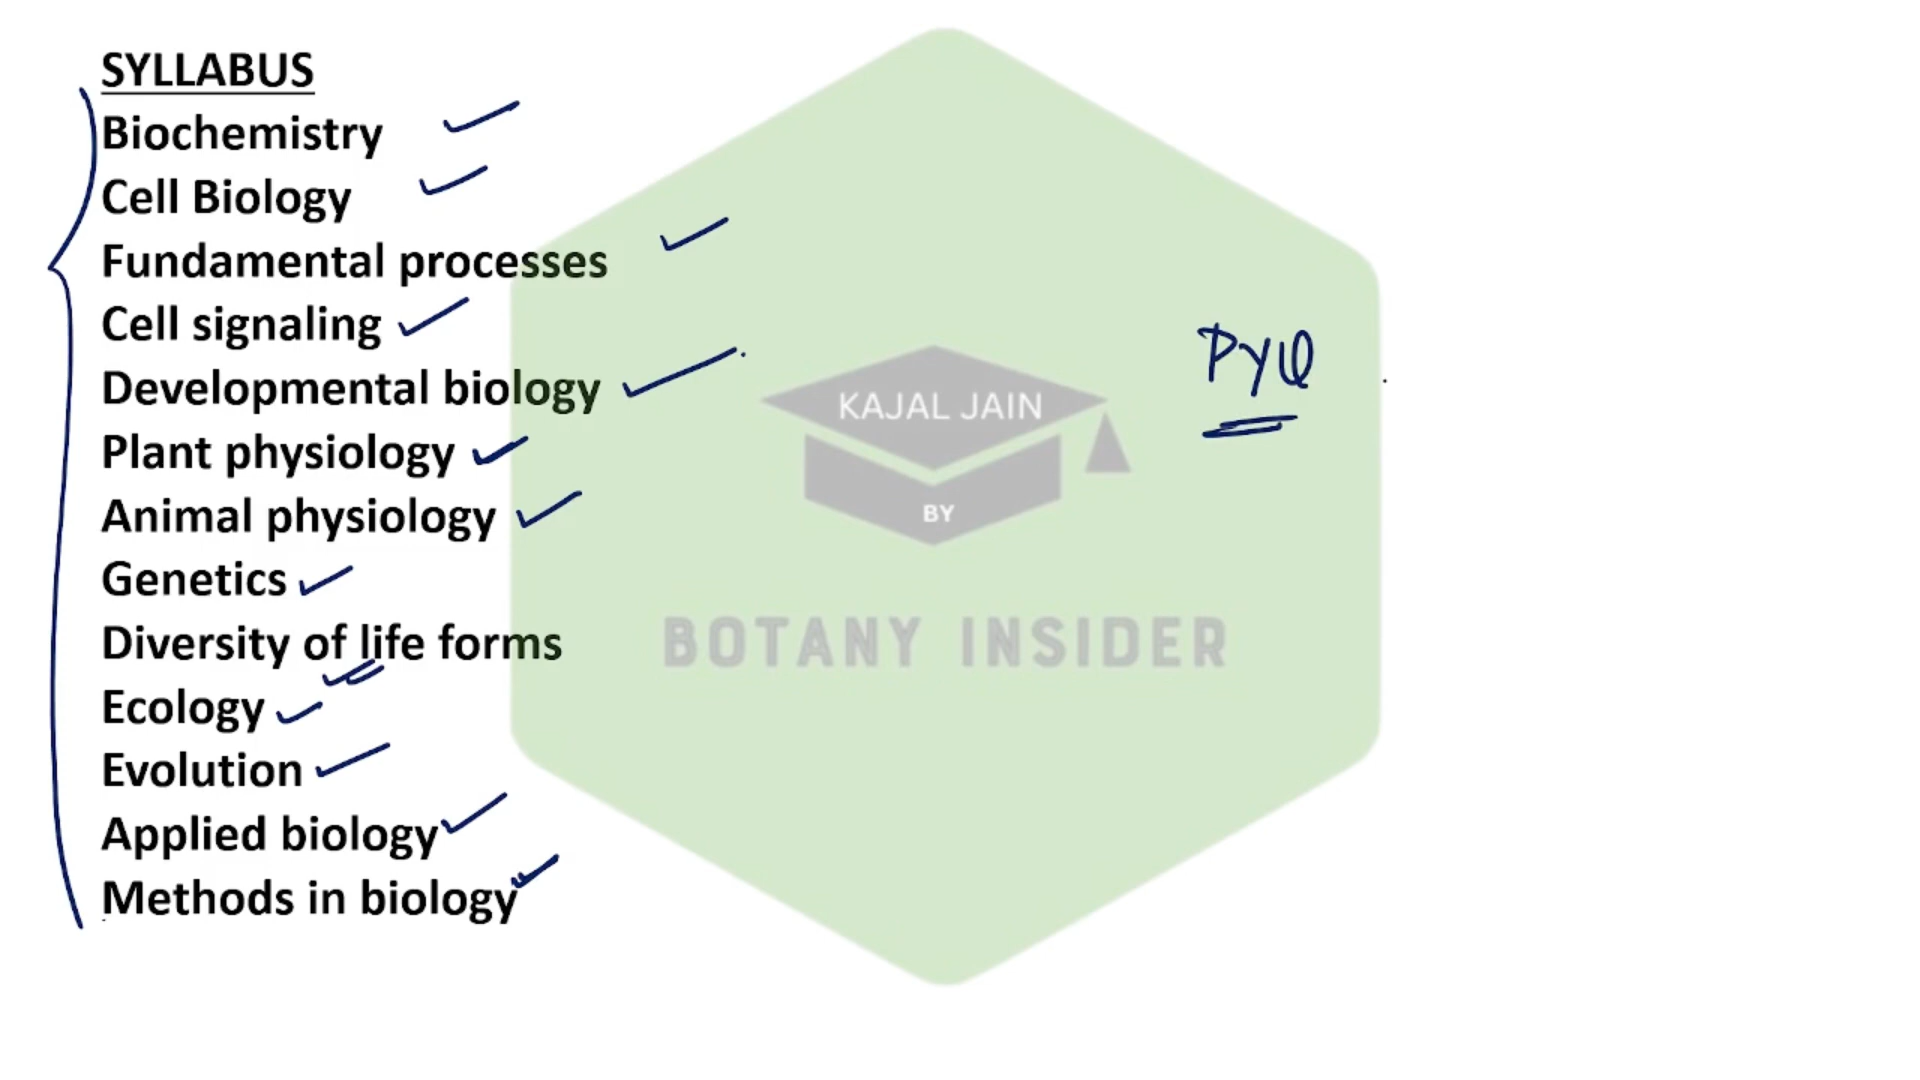 SYLLABUS
Biochemistry
Cell Biology
Fundamental processes
Cell signaling
Developmental biology
Plant physiology
Animal physiology
Genetics
Diversity of life forms
Ecology
Evolution
Applied biology
Methods in biology
PYQ
KAJAL JAIN
BY
BOTANY INSIDER